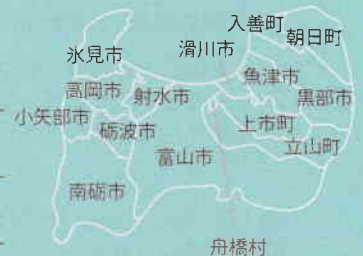 入善町
朝日町
滑川市
氷見市
魚津市
高岡市
射水市
黒部市
小矢部市
砺波市
上市町
立山町
富山市
南砺市
舟橋村